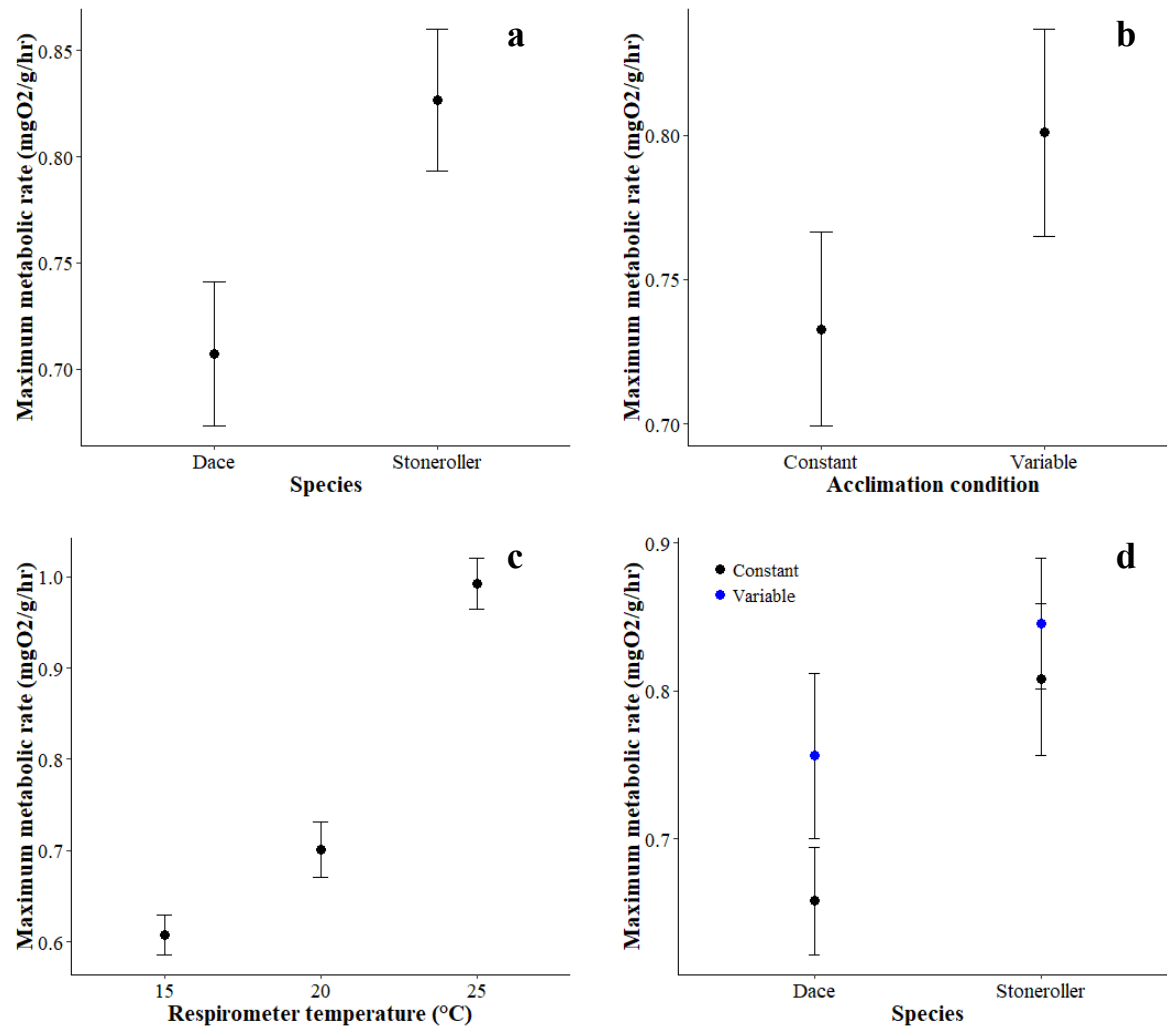 a
Maximum metabolic rate (mgO2/g/hr)
0.85
0.80
0.75
0.70
Dace Stoneroller
Species
b
Maximum metabolic rate (mgO2/g/hr)
0.80
0.75
0.70
Constant Variable
Acclimation condition
c
Maximum metabolic rate (mgO2/g/hr)
1.0
0.9
0.8
0.7
0.6
15 20 25
Respirometer temperature (°C)
d
Maximum metabolic rate (mgO2/g/hr)
0.9
0.8
0.7
Constant
Variable
Dace Stoneroller
Species